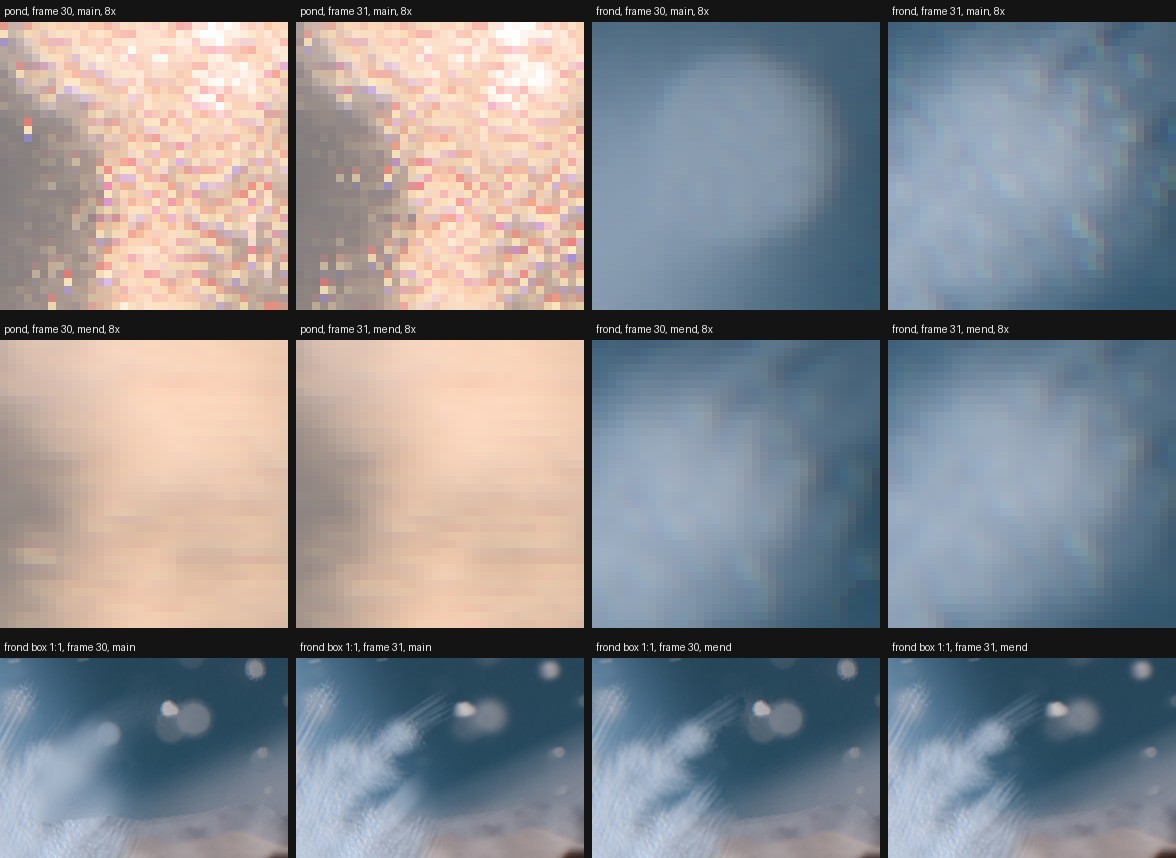 pond, frame 30, main, 8x
pond, frame 31, main, 8x
frond, frame 30, main, 8x
frond, frame 31, main, 8x
pond, frame 30, mend, 8x
pond, frame 31, mend, 8x
frond, frame 30, mend, 8x
frond, frame 31, mend, 8x
frond box 1:1, frame 30, main
frond box 1:1, frame 31, main
frond box 1:1, frame 30, mend
frond box 1:1, frame 31, mend